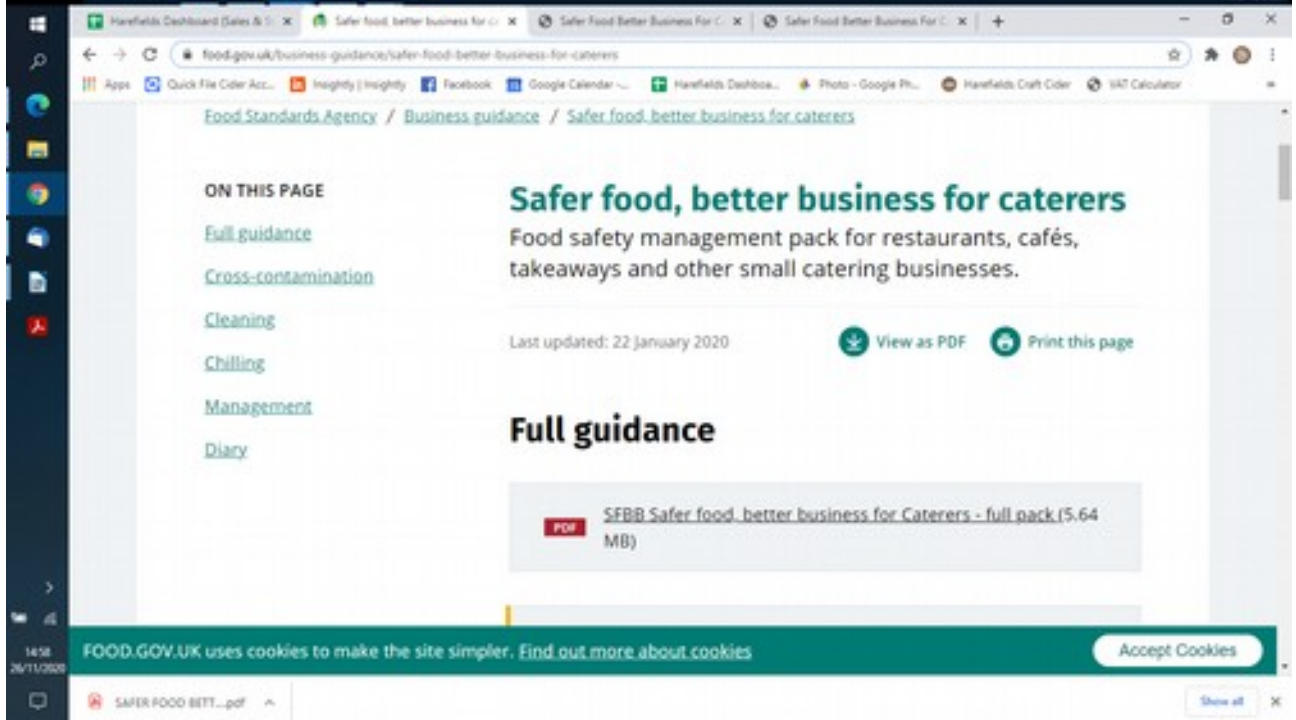 Harefields Dashboard (Sales & S
Safer food, better business for c
Safer Food Better Business For C
Safer Food Better Business For C
food.gov.uk/business-guidance/safer-food-better-business-for-caterers
Apps
Quick File Cider Acc...
Insightly | Insightly
Facebook
Google Calendar -...
Harefields Dashboa...
Photo - Google Ph...
Harefields Craft Cider
VAT Calculator
Food Standards Agency / Business guidance / Safer food, better business for caterers
ON THIS PAGE
Full guidance
Cross-contamination
Cleaning
Chilling
Management
Diary
Safer food, better business for caterers
Food safety management pack for restaurants, cafés,
takeaways and other small catering businesses.
Last updated: 22 January 2020
View as PDF
Print this page
Full guidance
PDF
SFBB Safer food, better business for Caterers - full pack (5.64
MB)
FOOD.GOV.UK uses cookies to make the site simpler. Find out more about cookies
Accept Cookies
14:58
26/11/2020
SAFER FOOD BETT....pdf
Show all